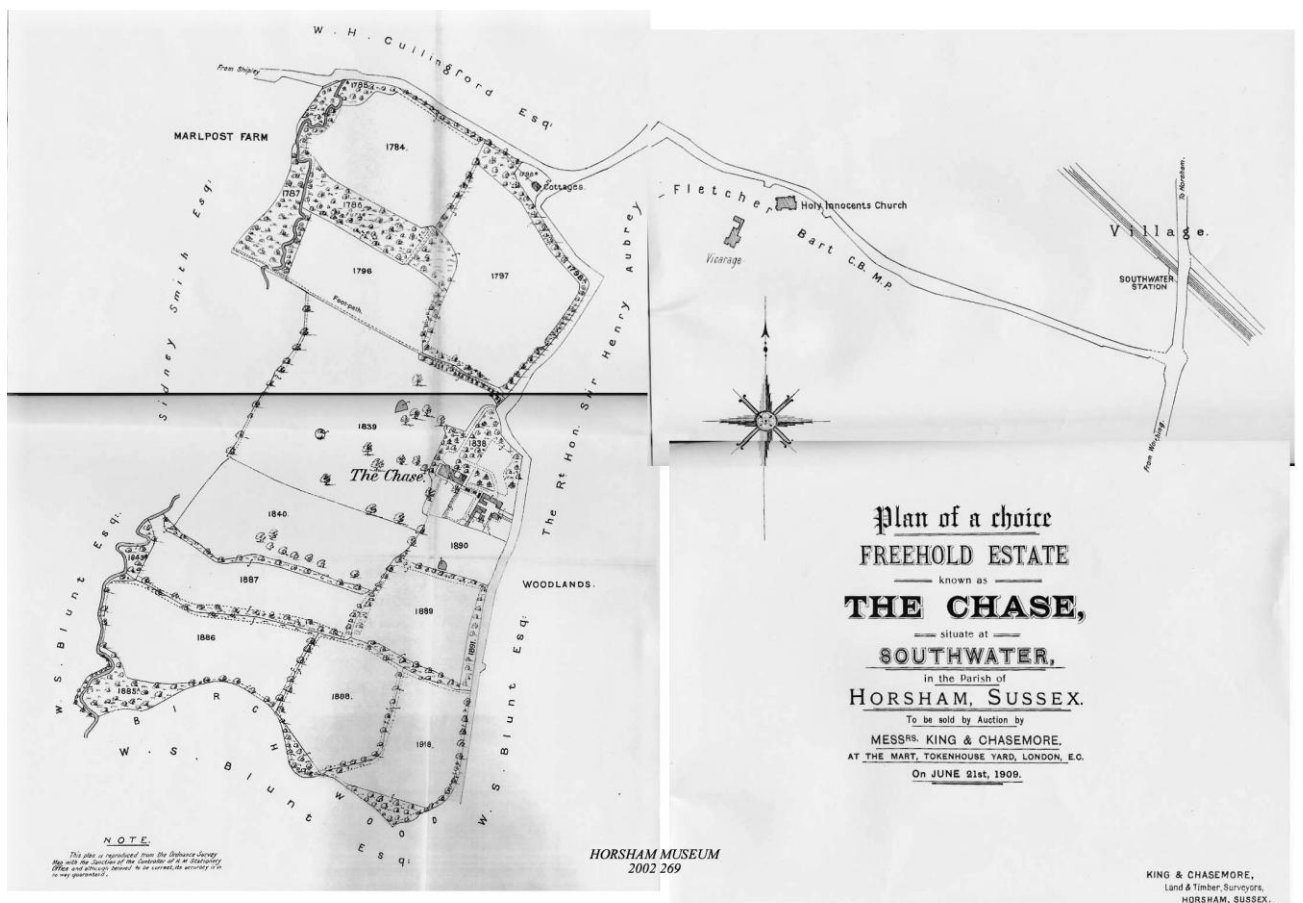 W. H. Cullingford Esqr
From Shipley
MARLPOST FARM
Sidney Smith Esqr
1785.
1784.
1787
1786
1796
1797
Cottages.
1798
Footpath
The Rt Hon. Sir Henry Aubrey - Fletcher Bart C.B. M.P.
Holy Innocents Church
Vicarage
Village.
To Horsham.
SOUTHWATER
STATION
From Worthing.
1839
1838
The Chase.
1840.
1890
1887
1889
1891.
WOODLANDS.
1886
1885
1888.
1918.
BIRCH WOOD
W. S. Blunt Esq:
W. S. Blunt Esq:
W. S. Blunt Esq:
Plan of a choice
FREEHOLD ESTATE
known as
THE CHASE,
situate at
SOUTHWATER,
in the Parish of
HORSHAM, SUSSEX.
To be sold by Auction by
MESSRS. KING & CHASEMORE,
AT THE MART, TOKENHOUSE YARD, LONDON, E.C.
On JUNE 21st, 1909.
NOTE.
This plan is reproduced from the Ordnance Survey
Map with the Sanction of the Controller of H. M. Stationery
Office and although believed to be correct, its accuracy is in
no way guaranteed.
HORSHAM MUSEUM
2002 269
KING & CHASEMORE,
Land & Timber, Surveyors,
HORSHAM, SUSSEX.